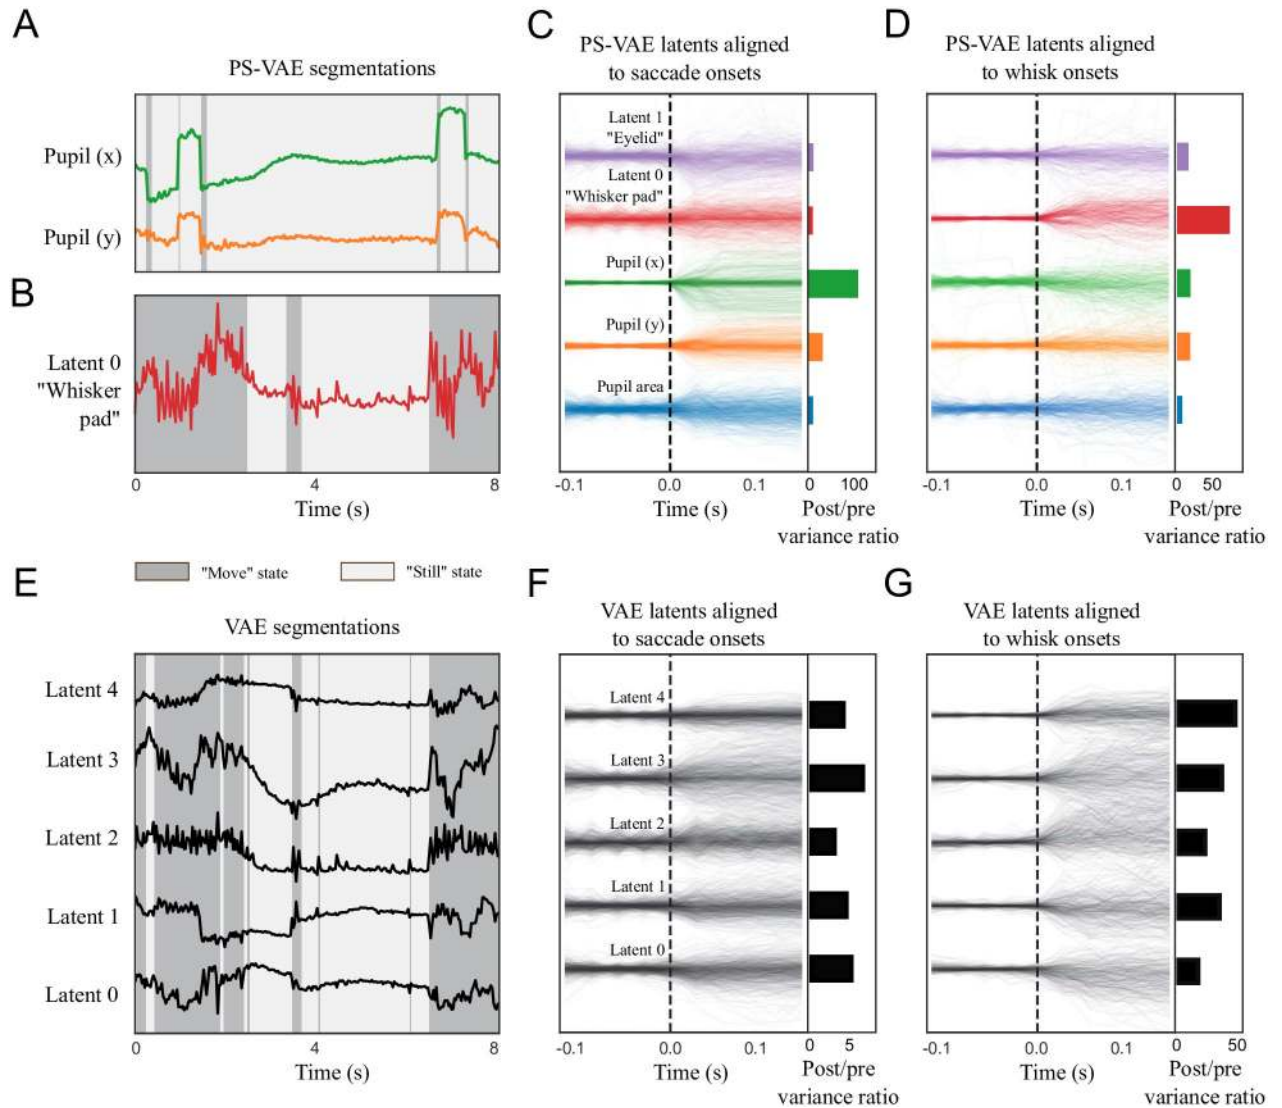 A
PS-VAE segmentations
Pupil (x)
Pupil (y)
B
Latent 0
"Whisker
pad"
0 4 8
Time (s)
"Move" state "Still" state
C
PS-VAE latents aligned
to saccade onsets
Latent 1
"Eyelid"
Latent 0
"Whisker pad"
Pupil (x)
Pupil (y)
Pupil area
-0.1 0.0 0.1 0 100
Time (s) Post/pre
variance ratio
D
PS-VAE latents aligned
to whisk onsets
-0.1 0.0 0.1 0 50
Time (s) Post/pre
variance ratio
E
VAE segmentations
Latent 4
Latent 3
Latent 2
Latent 1
Latent 0
0 4 8
Time (s)
F
VAE latents aligned
to saccade onsets
Latent 4
Latent 3
Latent 2
Latent 1
Latent 0
-0.1 0.0 0.1 0 5
Time (s) Post/pre
variance ratio
G
VAE latents aligned
to whisk onsets
-0.1 0.0 0.1 0 50
Time (s) Post/pre
variance ratio